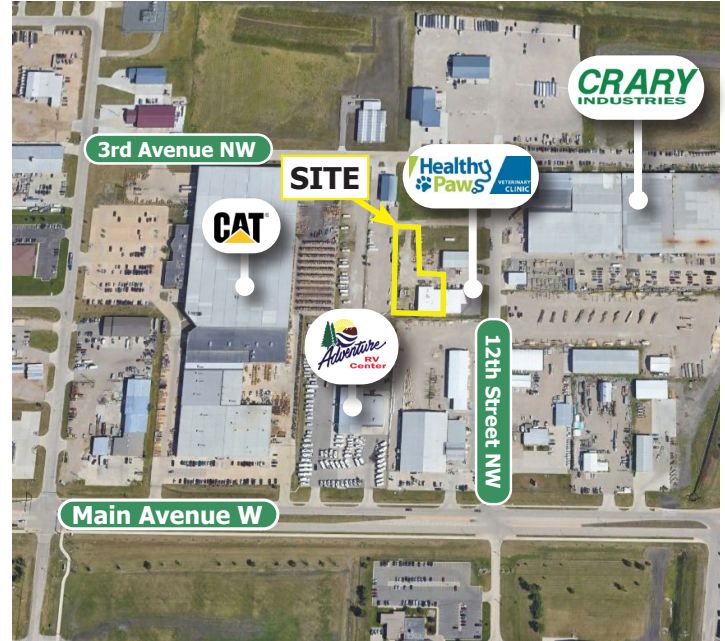 CRARY
INDUSTRIES
3rd Avenue NW
SITE
Healthy
Paws
VETERINARY
CLINIC
CAT
Adventure
RV
Center
12th Street NW
Main Avenue W